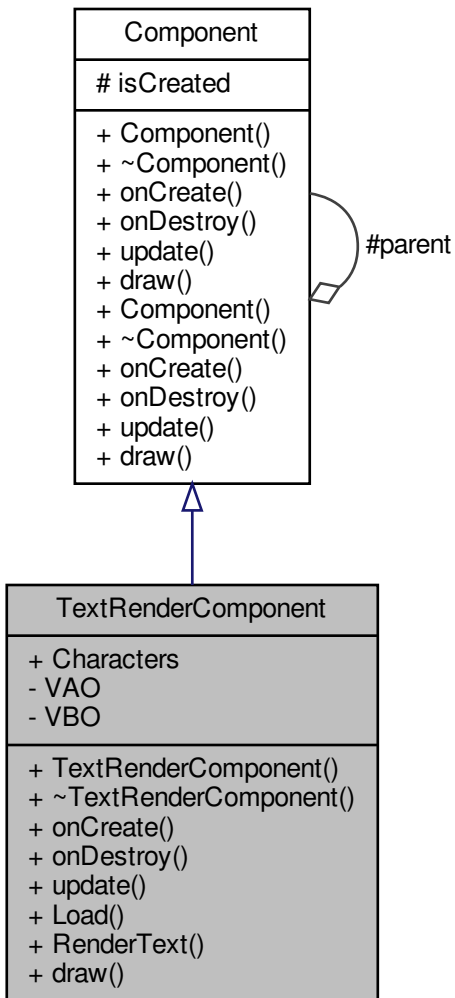 Component
# isCreated
+ Component()
+ ~Component()
+ onCreate()
+ onDestroy()
+ update()
+ draw()
+ Component()
+ ~Component()
+ onCreate()
+ onDestroy()
+ update()
+ draw()
#parent
TextRenderComponent
+ Characters
- VAO
- VBO
+ TextRenderComponent()
+ ~TextRenderComponent()
+ onCreate()
+ onDestroy()
+ update()
+ Load()
+ RenderText()
+ draw()